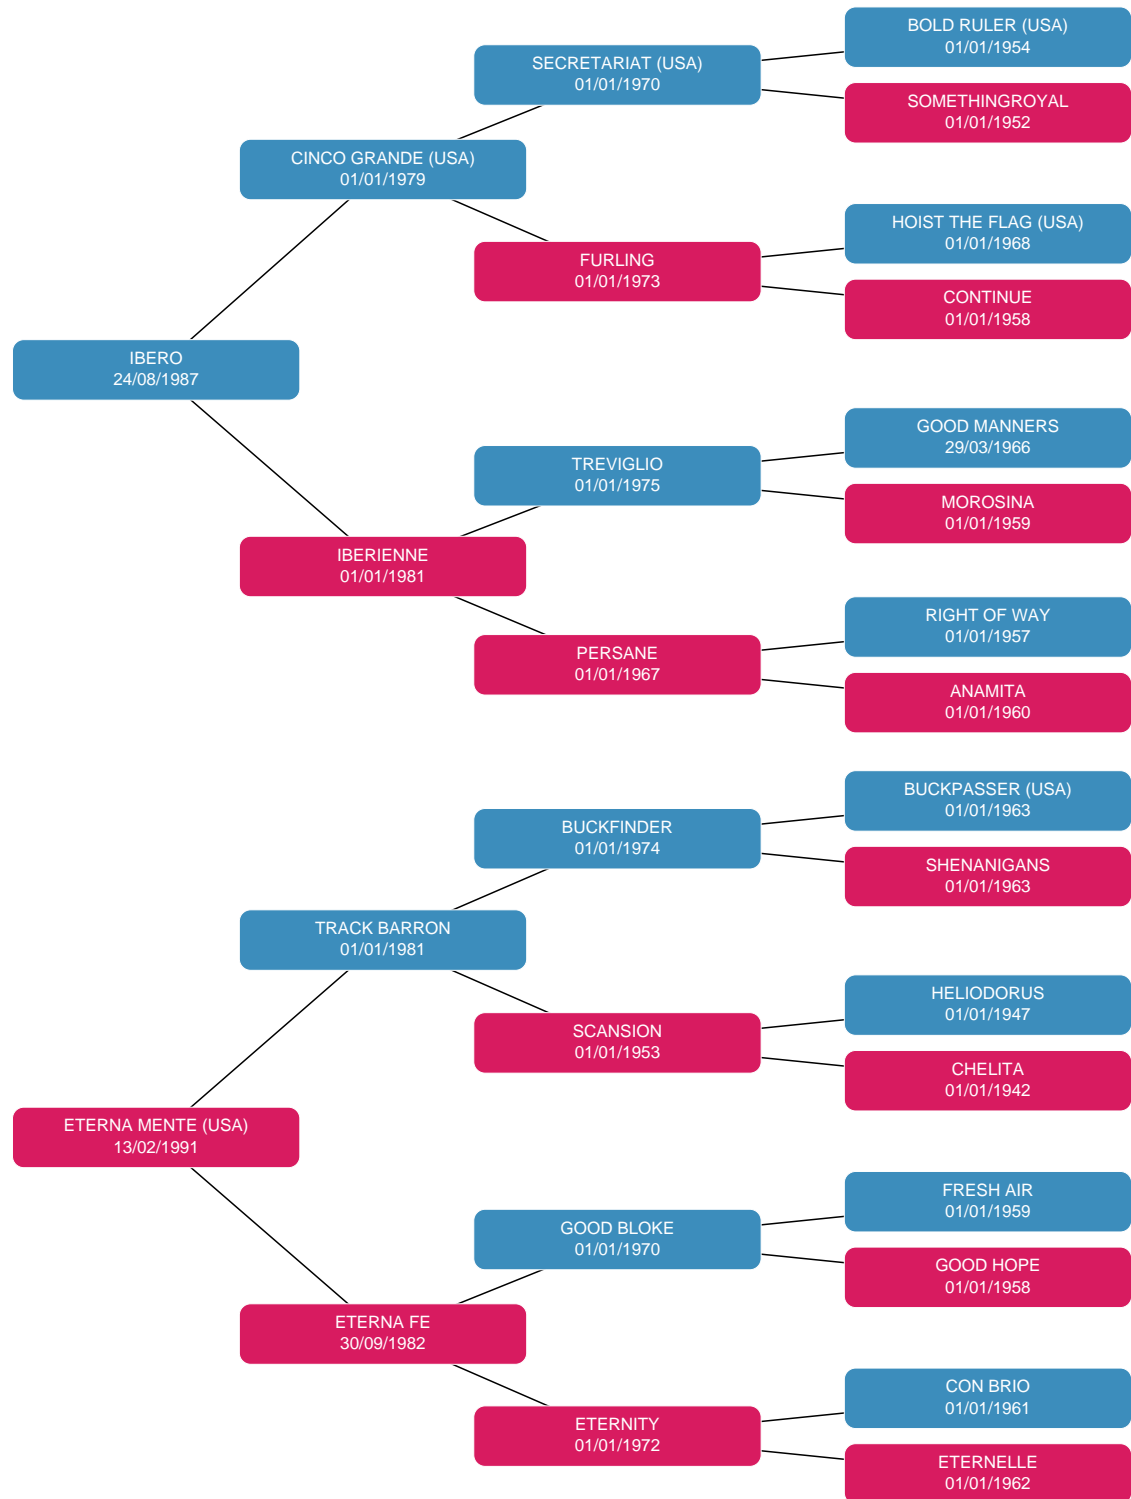 BOLD RULER (USA)
01/01/1954
SECRETARIAT (USA)
01/01/1970
SOMETHINGROYAL
01/01/1952
CINCO GRANDE (USA)
01/01/1979
HOIST THE FLAG (USA)
01/01/1968
FURLING
01/01/1973
CONTINUE
01/01/1958
IBERO
24/08/1987
GOOD MANNERS
29/03/1966
TREVIGLIO
01/01/1975
MOROSINA
01/01/1959
IBERIENNE
01/01/1981
RIGHT OF WAY
01/01/1957
PERSANE
01/01/1967
ANAMITA
01/01/1960
BUCKPASSER (USA)
01/01/1963
BUCKFINDER
01/01/1974
SHENANIGANS
01/01/1963
TRACK BARRON
01/01/1981
HELIODORUS
01/01/1947
SCANSION
01/01/1953
CHELITA
01/01/1942
ETERNA MENTE (USA)
13/02/1991
FRESH AIR
01/01/1959
GOOD BLOKE
01/01/1970
GOOD HOPE
01/01/1958
ETERNA FE
30/09/1982
CON BRIO
01/01/1961
ETERNITY
01/01/1972
ETERNELLE
01/01/1962